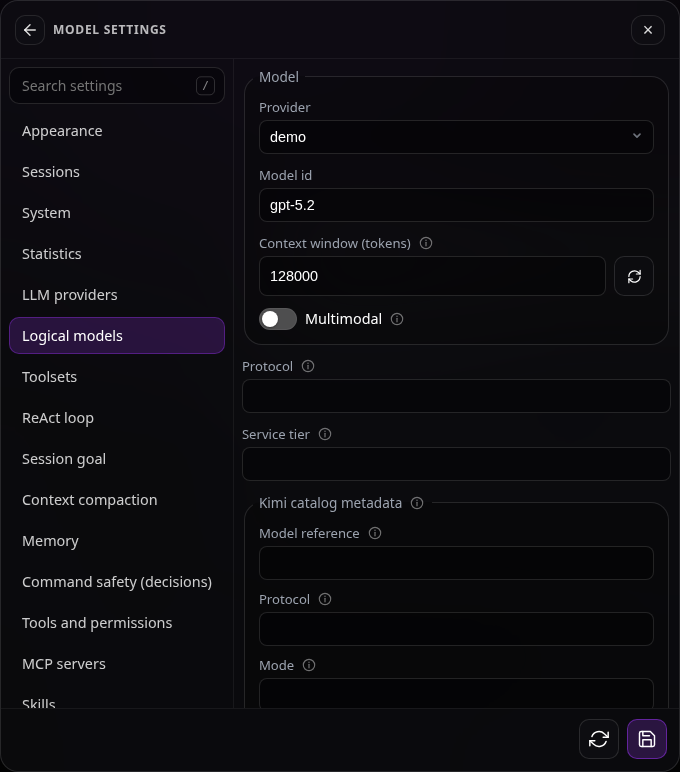 MODEL SETTINGS
Search settings
/
Appearance
Sessions
System
Statistics
LLM providers
Logical models
Toolsets
ReAct loop
Session goal
Context compaction
Memory
Command safety (decisions)
Tools and permissions
MCP servers
Skills
Model
Provider
demo
Model id
gpt-5.2
Context window (tokens)
128000
Multimodal
Protocol
Service tier
Kimi catalog metadata
Model reference
Protocol
Mode